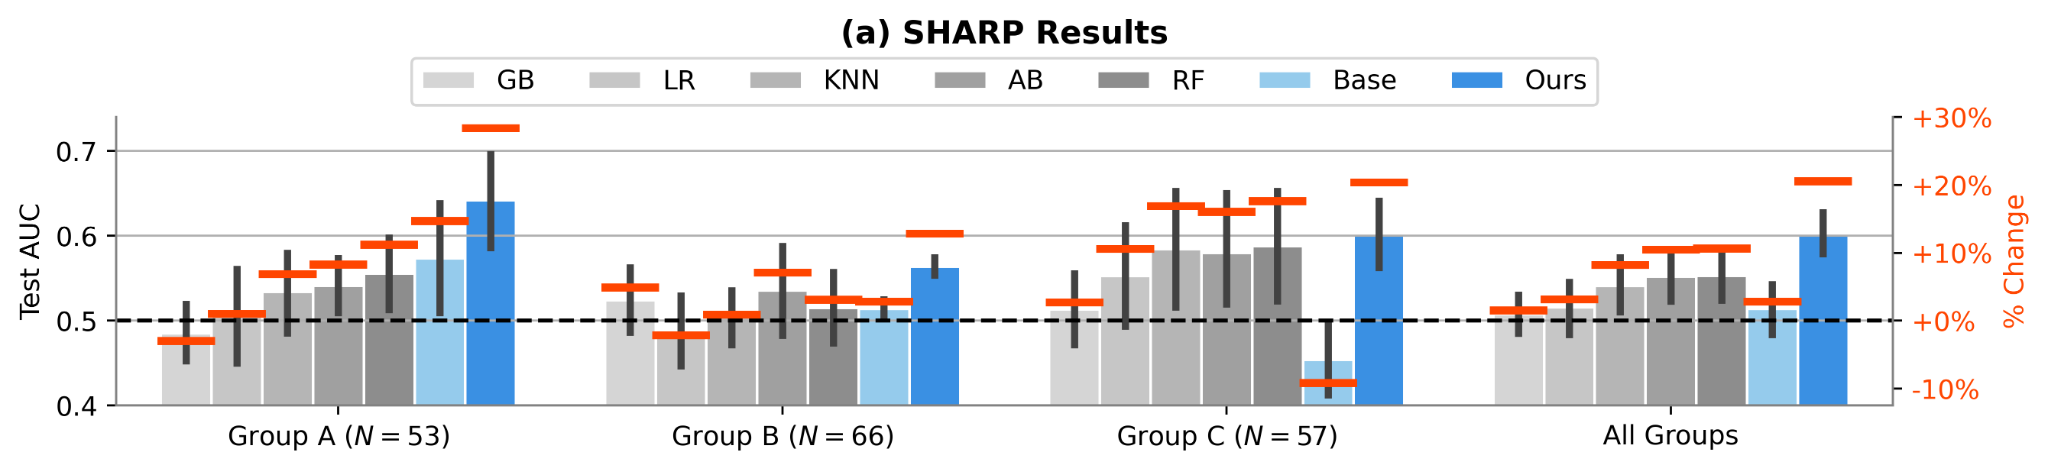 (a) SHARP Results
GB LR KNN AB RF Base Ours
Test AUC
0.7
0.6
0.5
0.4
+30%
+20%
+10%
+0%
-10%
% Change
Group A (N = 53) Group B (N = 66) Group C (N = 57) All Groups